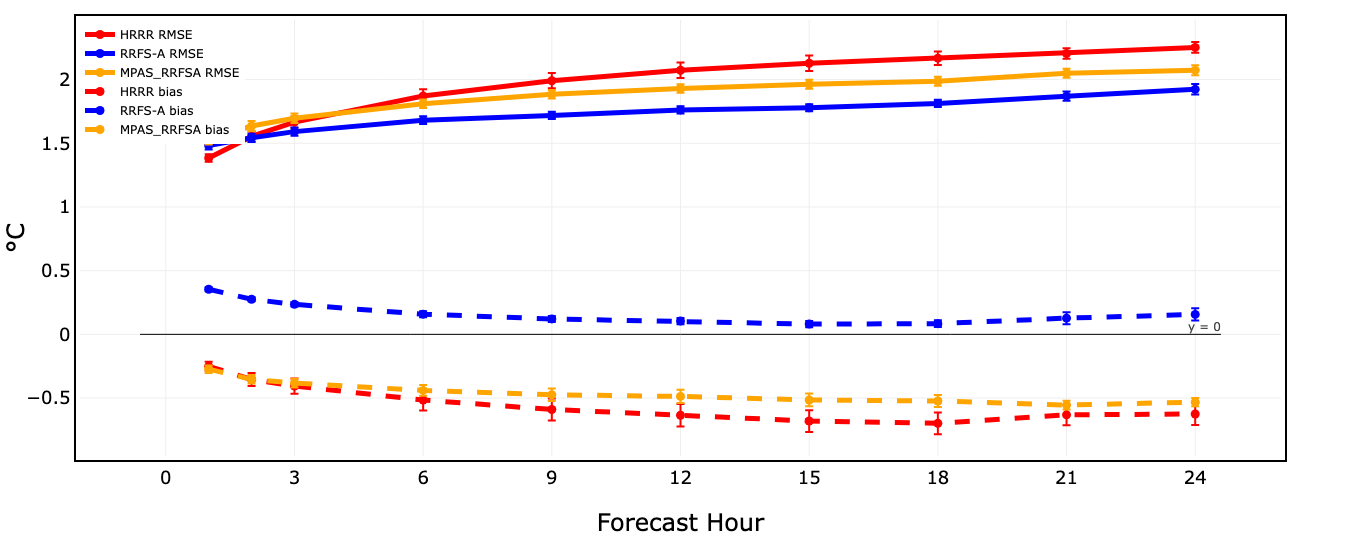 HRRR RMSE
RRFS-A RMSE
MPAS_RRFSA RMSE
HRRR bias
RRFS-A bias
MPAS_RRFSA bias
2
1.5
1
0.5
0
−0.5
°C
y = 0
0 3 6 9 12 15 18 21 24
Forecast Hour